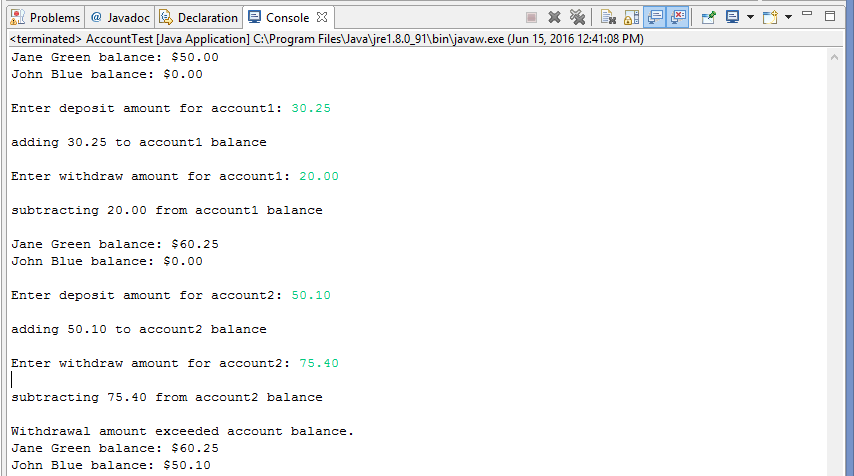 Problems @ Javadoc Declaration Console
<terminated> AccountTest [Java Application] C:\Program Files\Java\jre1.8.0_91\bin\javaw.exe (Jun 15, 2016 12:41:08 PM)
Jane Green balance: $50.00
John Blue balance: $0.00
Enter deposit amount for account1: 30.25
adding 30.25 to account1 balance
Enter withdraw amount for account1: 20.00
subtracting 20.00 from account1 balance
Jane Green balance: $60.25
John Blue balance: $0.00
Enter deposit amount for account2: 50.10
adding 50.10 to account2 balance
Enter withdraw amount for account2: 75.40
subtracting 75.40 from account2 balance
Withdrawal amount exceeded account balance.
Jane Green balance: $60.25
John Blue balance: $50.10